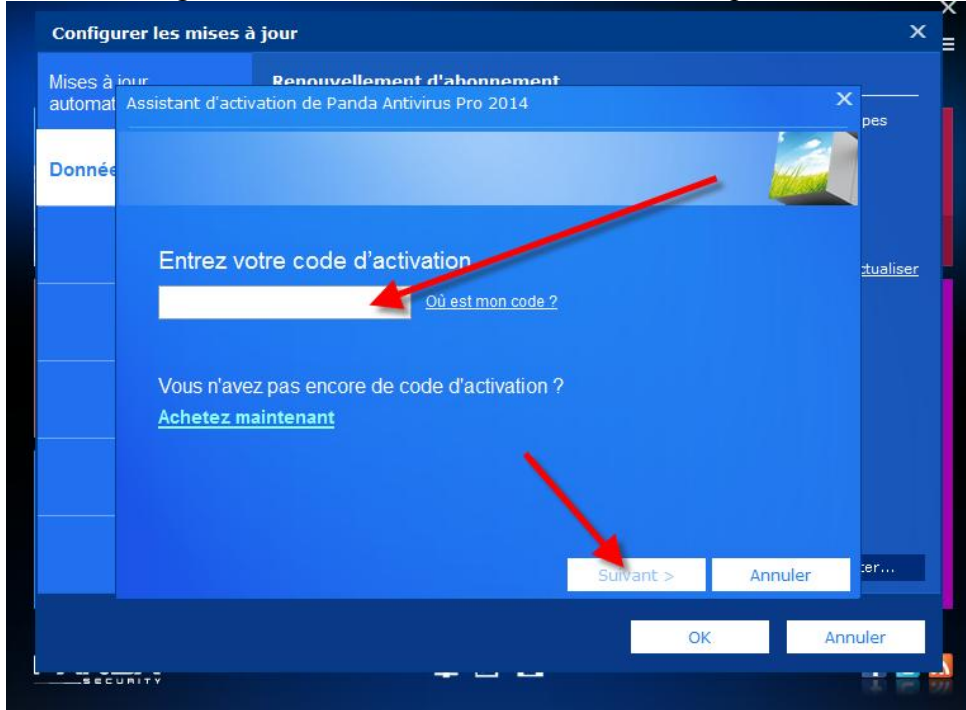 Configurer les mises à jour
Mises à jour
automat
Renouvellement d'abonnement
Assistant d'activation de Panda Antivirus Pro 2014
pes
Donnée
Entrez votre code d'activation
Où est mon code ?
ctualiser
Vous n'avez pas encore de code d'activation ?
Achetez maintenant
Suivant >
Annuler
ter...
OK
Annuler
SECURITY